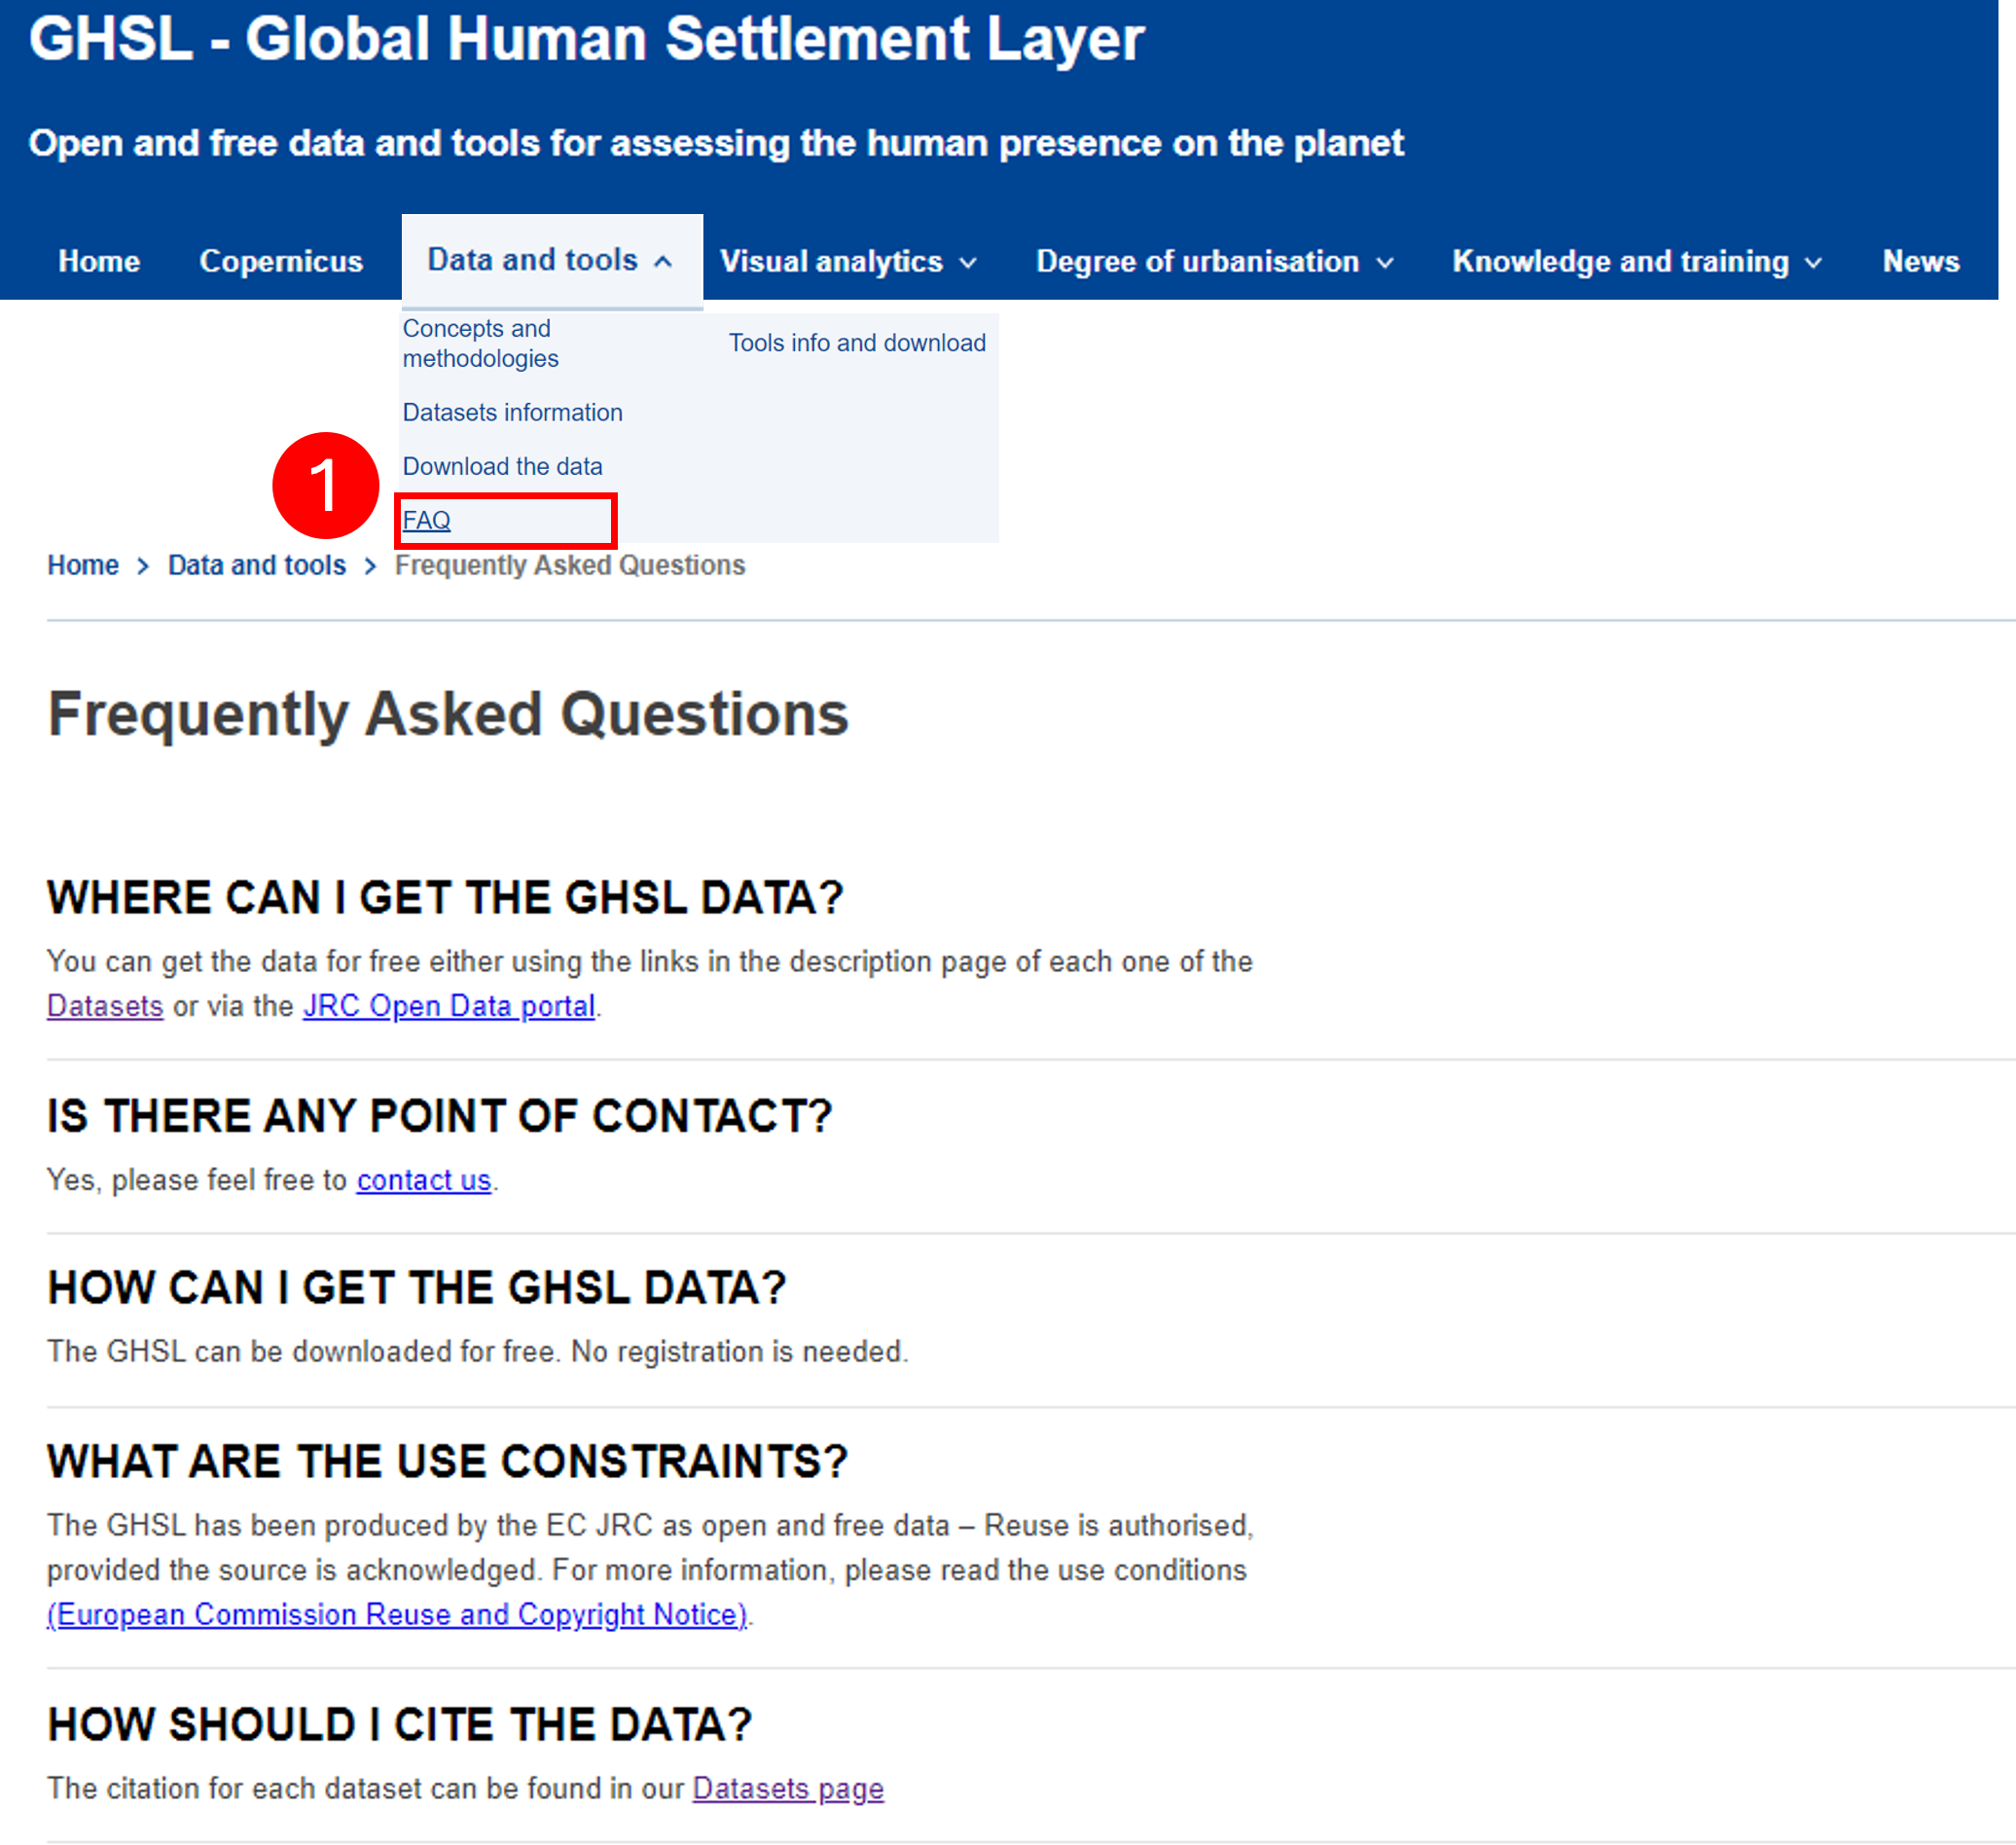 GHSL - Global Human Settlement Layer
Open and free data and tools for assessing the human presence on the planet
Home Copernicus Data and tools Visual analytics Degree of urbanisation Knowledge and training News
Concepts and
methodologies
Tools info and download
Datasets information
Download the data
1
FAQ
Home > Data and tools > Frequently Asked Questions
Frequently Asked Questions
WHERE CAN I GET THE GHSL DATA?
You can get the data for free either using the links in the description page of each one of the
Datasets or via the JRC Open Data portal.
IS THERE ANY POINT OF CONTACT?
Yes, please feel free to contact us.
HOW CAN I GET THE GHSL DATA?
The GHSL can be downloaded for free. No registration is needed.
WHAT ARE THE USE CONSTRAINTS?
The GHSL has been produced by the EC JRC as open and free data – Reuse is authorised,
provided the source is acknowledged. For more information, please read the use conditions
(European Commission Reuse and Copyright Notice).
HOW SHOULD I CITE THE DATA?
The citation for each dataset can be found in our Datasets page